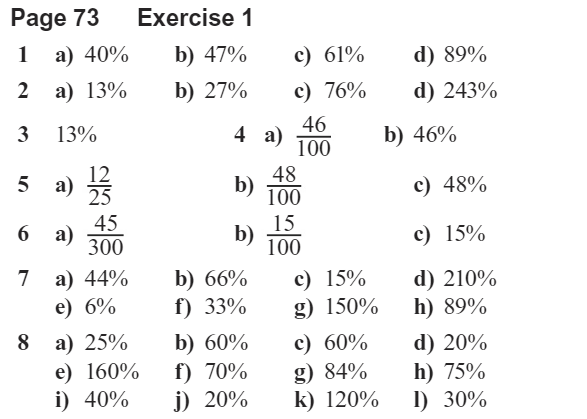 Page 73 Exercise 1
1 a) 40% b) 47% c) 61% d) 89%
2 a) 13% b) 27% c) 76% d) 243%
3 13% 4 a) 46/100 b) 46%
5 a) 12/25 b) 48/100 c) 48%
6 a) 45/300 b) 15/100 c) 15%
7 a) 44% b) 66% c) 15% d) 210%
e) 6% f) 33% g) 150% h) 89%
8 a) 25% b) 60% c) 60% d) 20%
e) 160% f) 70% g) 84% h) 75%
i) 40% j) 20% k) 120% l) 30%